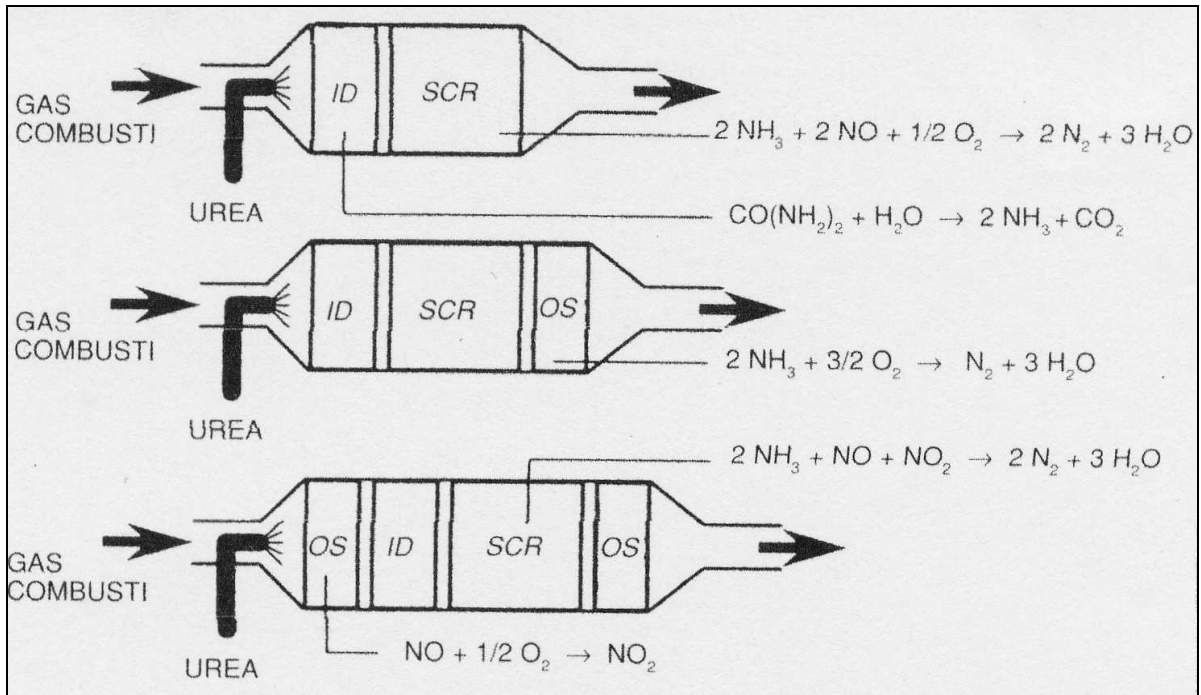 ID
SCR
GAS
COMBUSTI
UREA
2 NH₃ + 2 NO + 1/2 O₂ → 2 N₂ + 3 H₂O
CO(NH₂)₂ + H₂O → 2 NH₃ + CO₂
ID
SCR
OS
GAS
COMBUSTI
UREA
2 NH₃ + 3/2 O₂ → N₂ + 3 H₂O
2 NH₃ + NO + NO₂ → 2 N₂ + 3 H₂O
OS
ID
SCR
OS
GAS
COMBUSTI
UREA
NO + 1/2 O₂ → NO₂